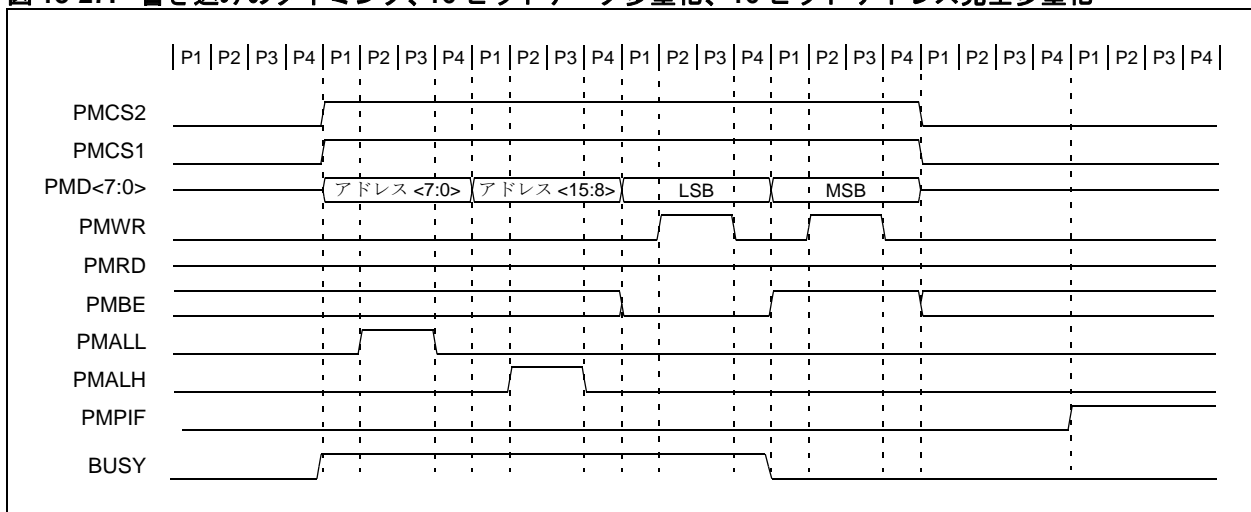 | P1 | P2 | P3 | P4 | P1 | P2 | P3 | P4 | P1 | P2 | P3 | P4 | P1 | P2 | P3 | P4 | P1 | P2 | P3 | P4 | P1 | P2 | P3 | P4 | P1 | P2 | P3 | P4 |
PMCS2
PMCS1
PMD<7:0> アドレス <7:0> アドレス <15:8> LSB MSB
PMWR
PMRD
PMBE
PMALL
PMALH
PMPIF
BUSY